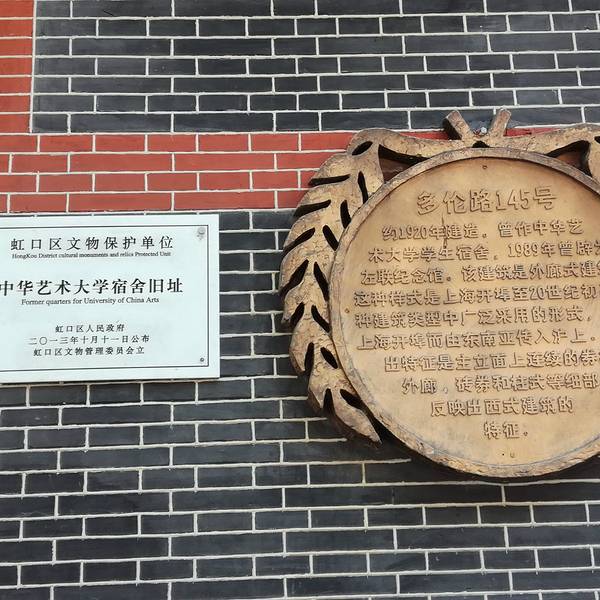 虹口区文物保护单位
HongKou District cultural monuments and relics Protected Unit
中华艺术大学宿舍旧址
Former quarters for University of China Arts
虹口区人民政府
二〇一三年十月十一日公布
虹口区文物管理委员会立
多伦路145号
约1920年建造。曾作中华艺
术大学学生宿舍，1989年曾辟为
左联纪念馆。该建筑是外廊式建筑
这种样式是上海开埠至20世纪初
种建筑类型中广泛采用的形式，
上海开埠而由东南亚传入沪上。
出特征是主立面上连续的券
外廊，砖券和柱式等细部
反映出西式建筑的
特征．